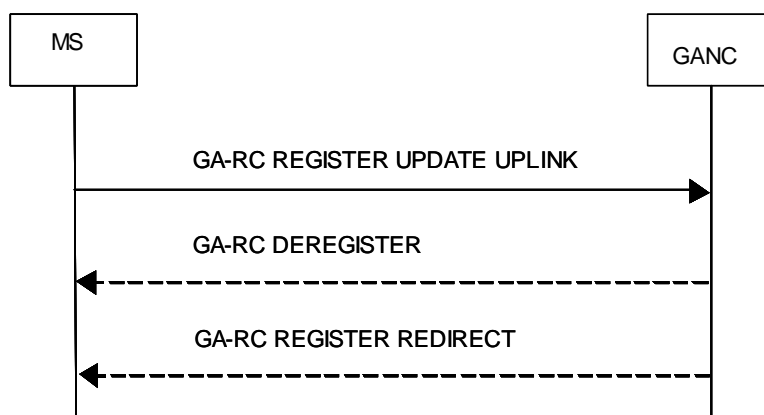 MS
GANC
GA-RC REGISTER UPDATE UPLINK
GA-RC DEREGISTER
GA-RC REGISTER REDIRECT